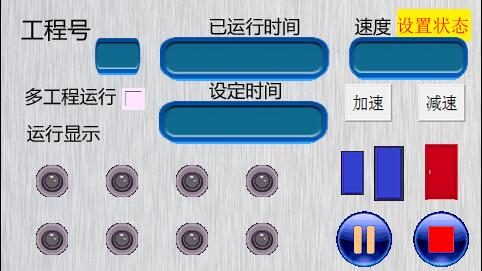 工程号
已运行时间
速度
设置状态
多工程运行
设定时间
加速
减速
运行显示